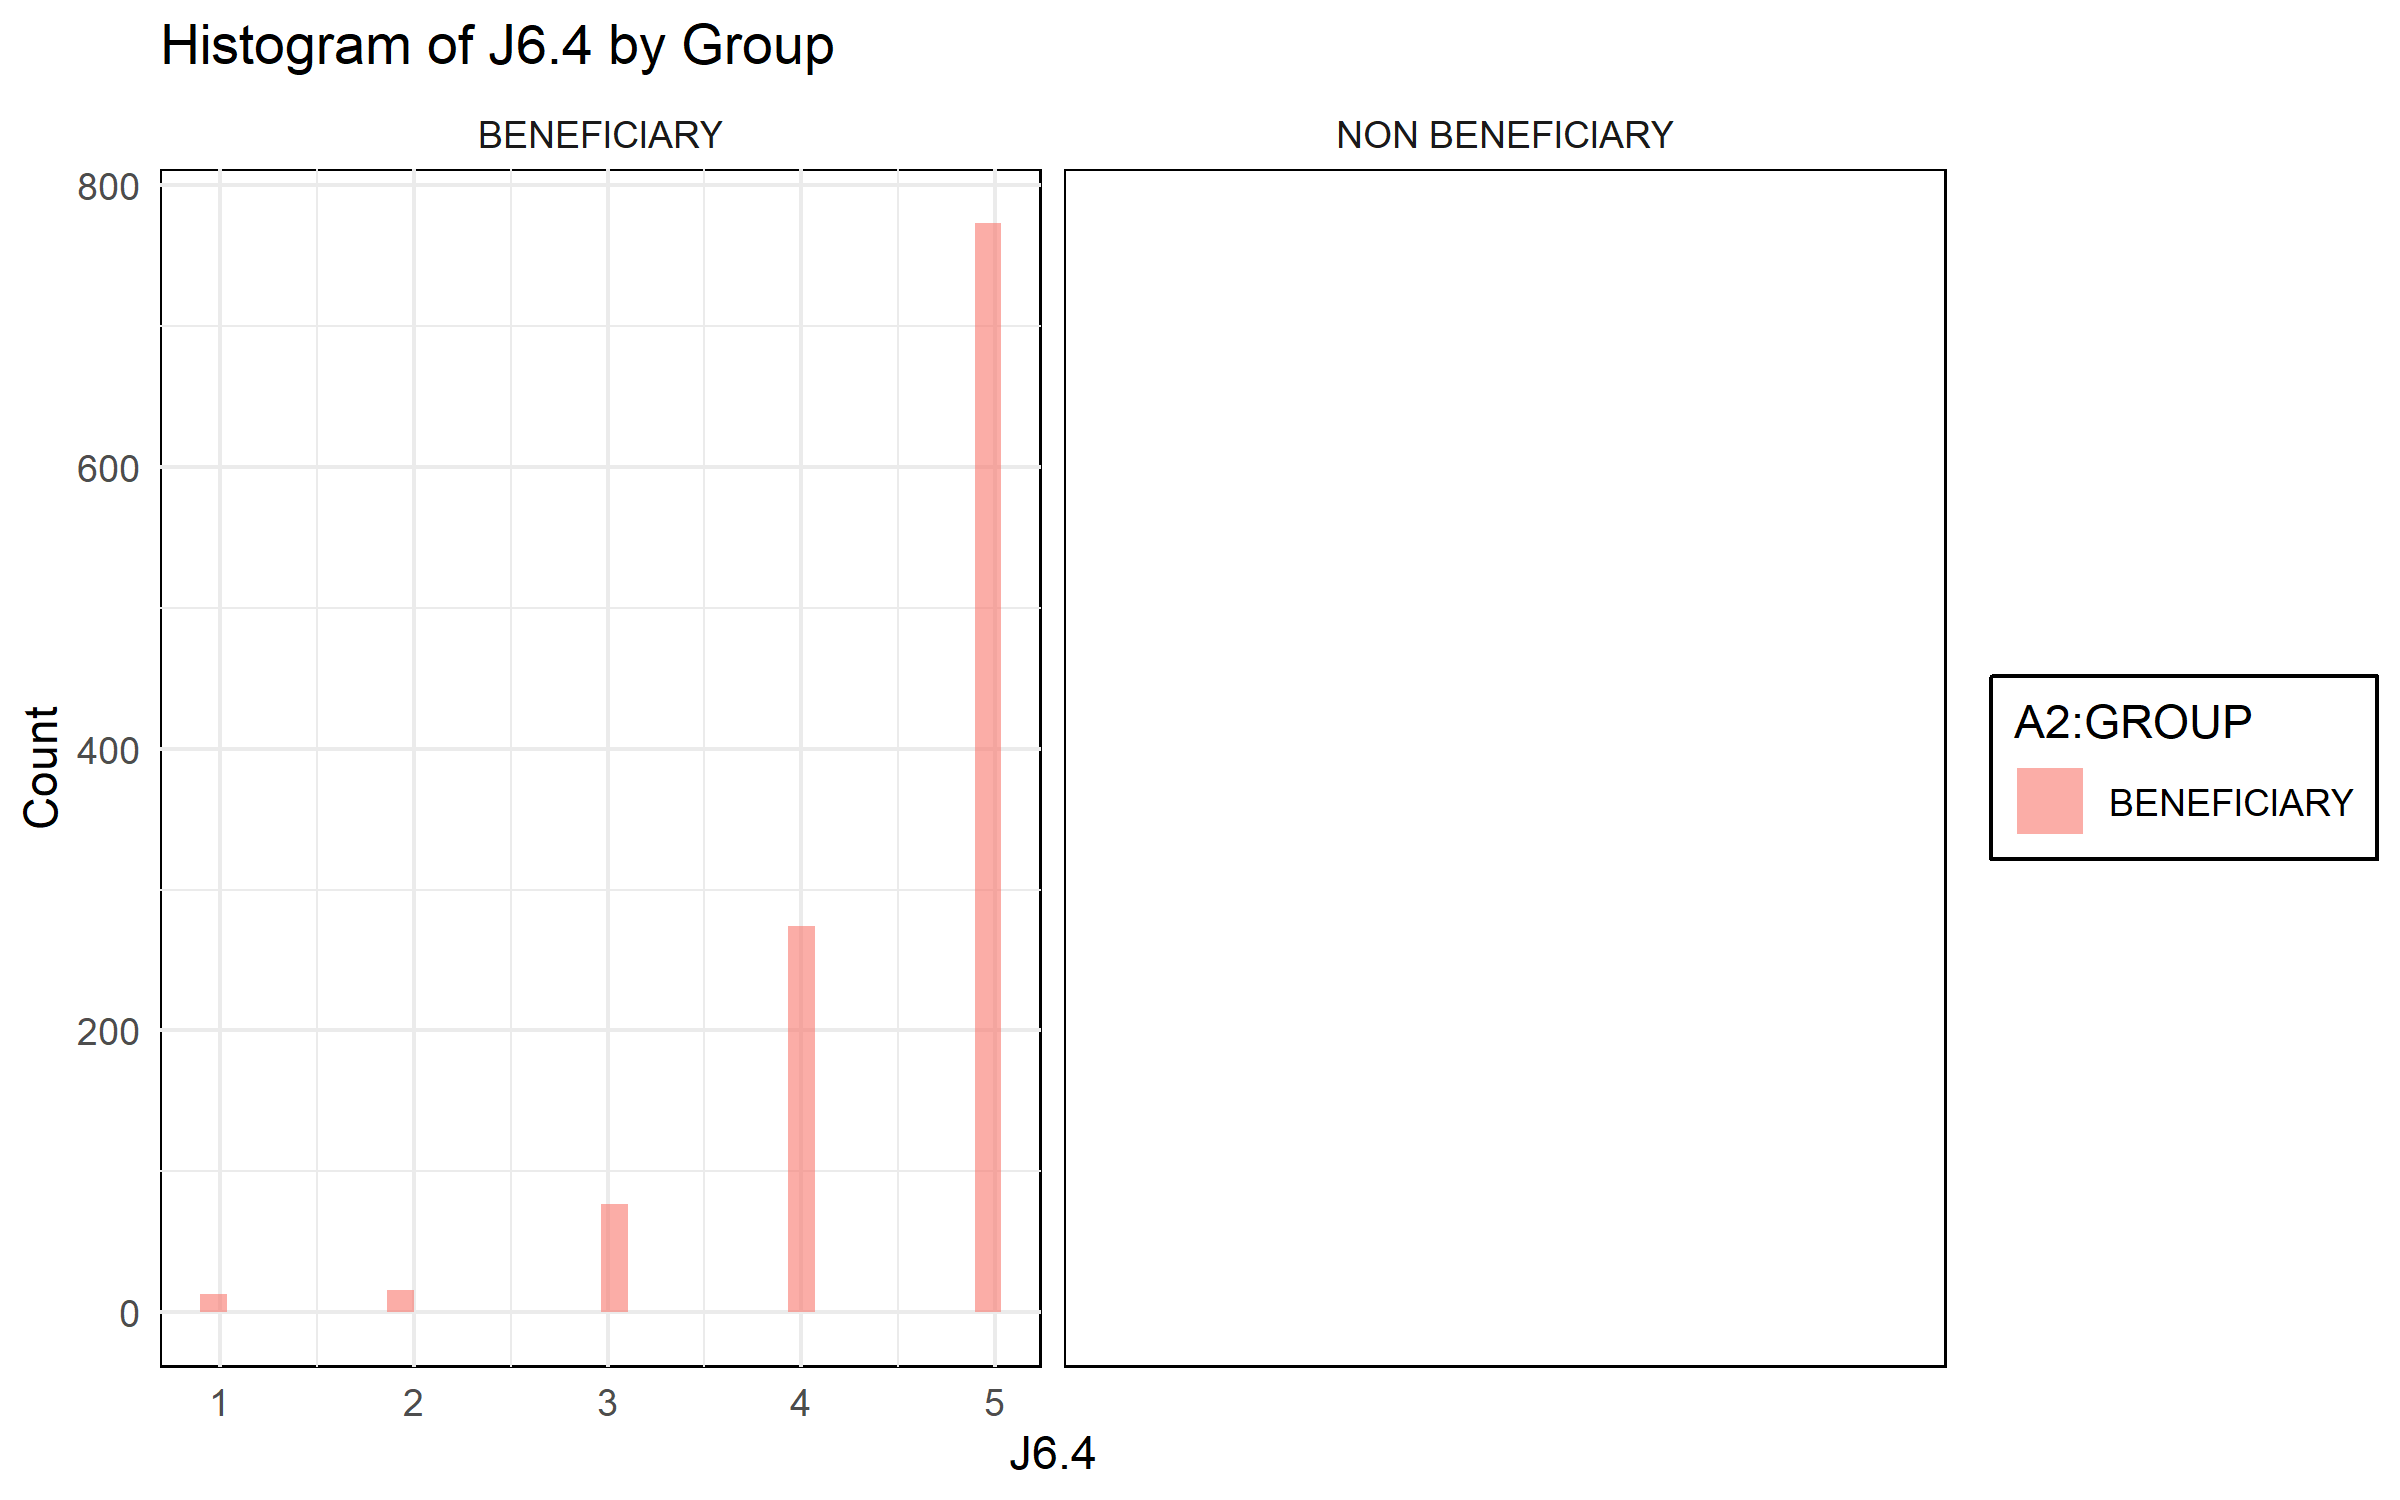 Histogram of J6.4 by Group
BENEFICIARY
NON BENEFICIARY
800
600
400
200
0
Count
1 2 3 4 5
J6.4
A2:GROUP
BENEFICIARY